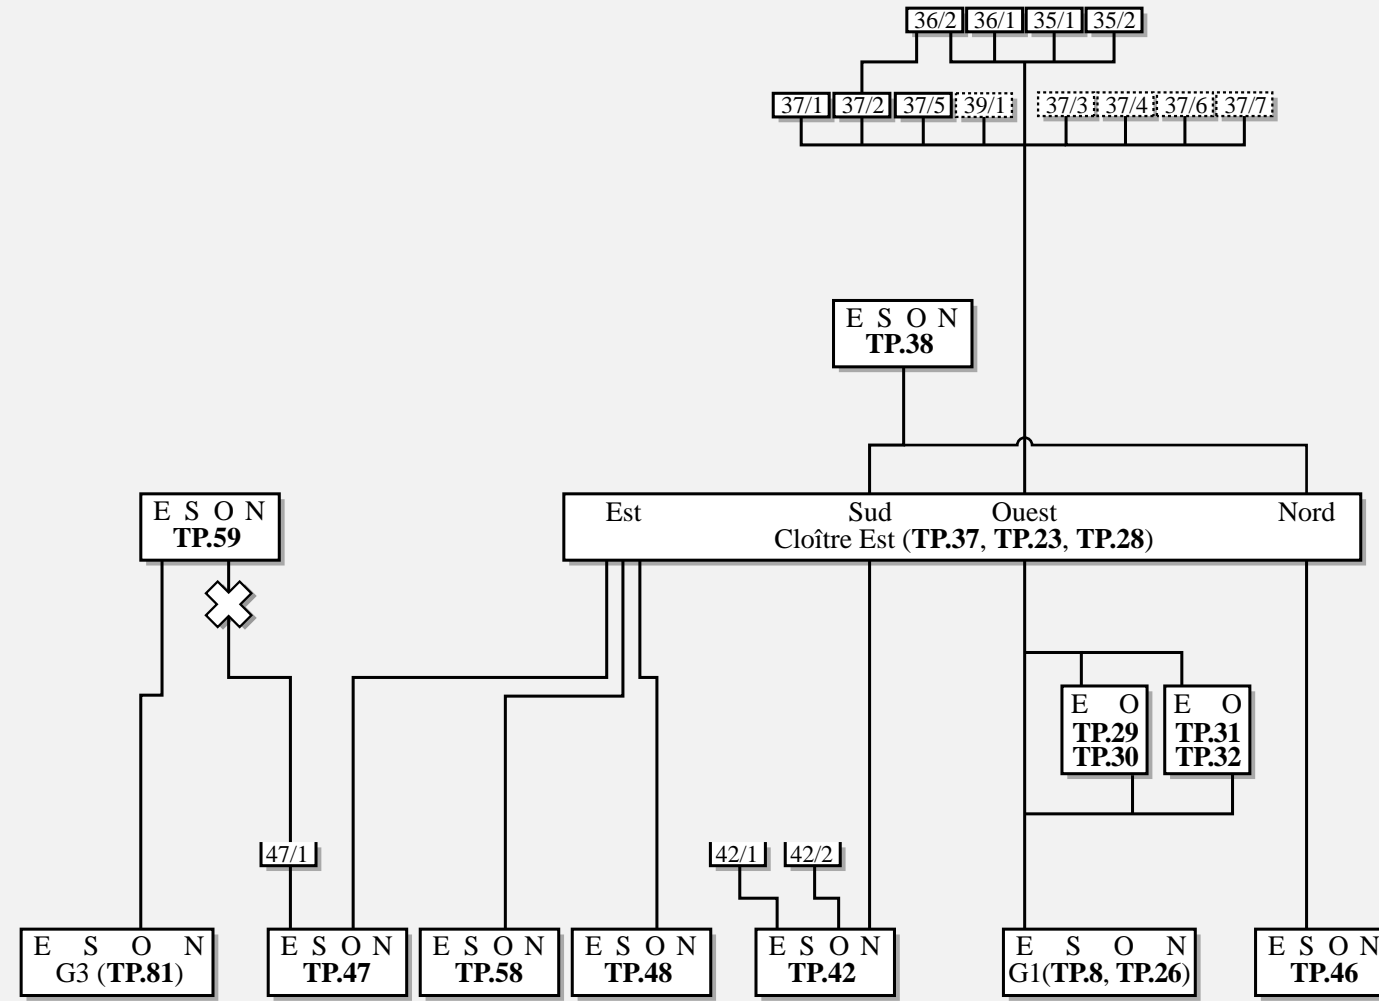 36/2 36/1 35/1 35/2
37/1 37/2 37/5 39/1 37/3 37/4 37/6 37/7
E S O N
TP.38
E S O N
TP.59
Est Sud Ouest Nord
Cloître Est (TP.37, TP.23, TP.28)
E O
TP.29
TP.30
E O
TP.31
TP.32
47/1
42/1 42/2
E S O N
G3 (TP.81)
E S O N
TP.47
E S O N
TP.58
E S O N
TP.48
E S O N
TP.42
E S O N
G1(TP.8, TP.26)
E S O N
TP.46